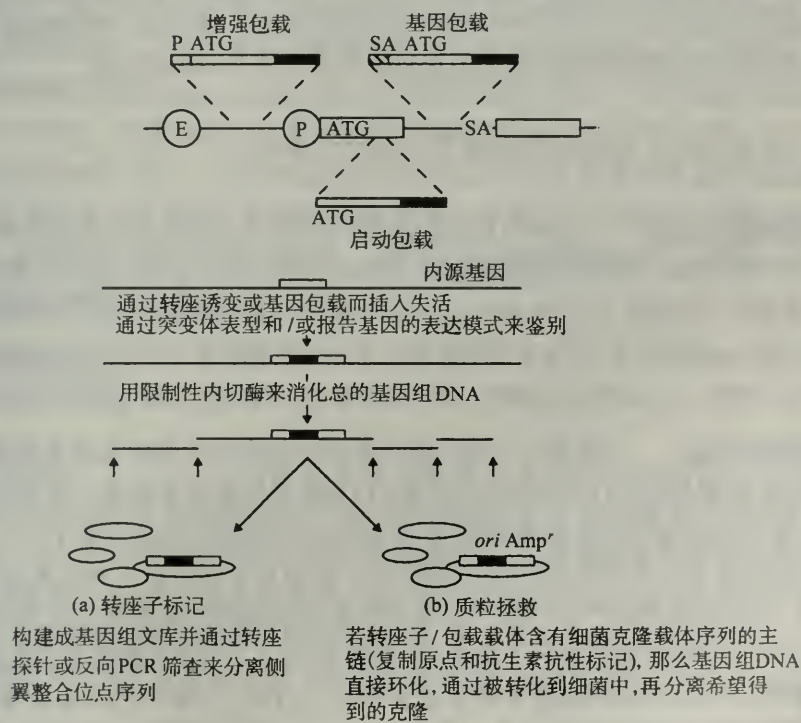 增强包载
基因包载
P ATG
SA ATG
E
P
ATG
SA
ATG
启动包载
内源基因
通过转座诱变或基因包载而插入失活
通过突变体表型和/或报告基因的表达模式来鉴别
用限制性内切酶来消化总的基因组DNA
ori Ampʳ
(a) 转座子标记
(b) 质粒拯救
构建成基因组文库并通过转座
探针或反向PCR 筛查来分离侧
翼整合位点序列
若转座子/包载载体含有细菌克隆载体序列的主
链(复制原点和抗生素抗性标记), 那么基因组DNA
直接环化, 通过被转化到细菌中, 再分离希望得
到的克隆